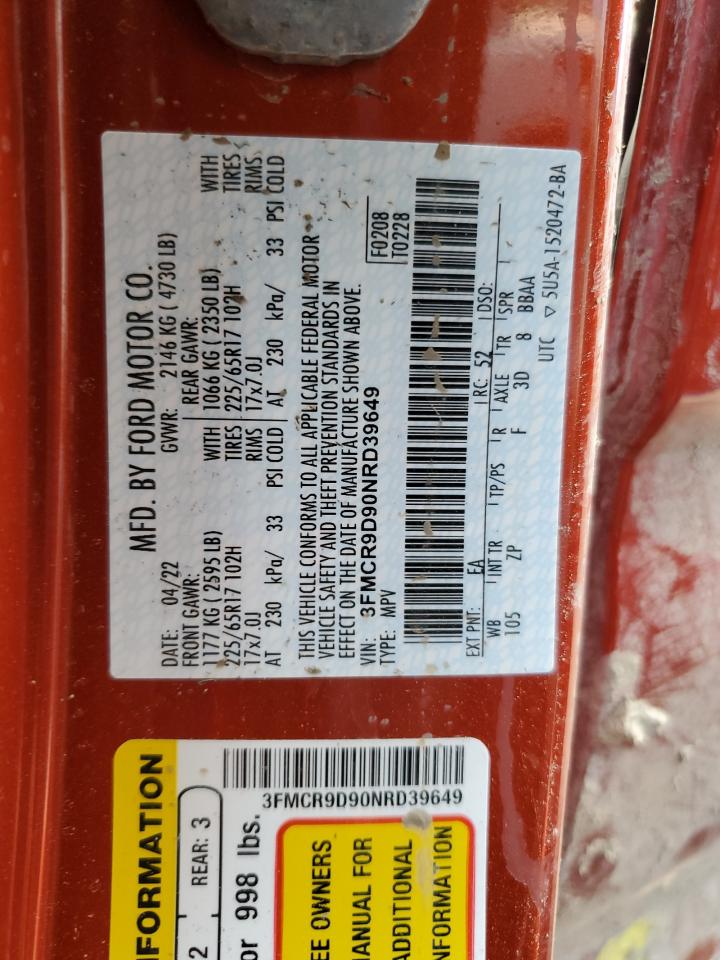 MFD. BY FORD MOTOR CO.
DATE: 04/22 GVWR: 2146 KG ( 4730 LB)
FRONT GAWR: REAR GAWR:
1177 KG ( 2595 LB) WITH 1066 KG ( 2350 LB) WITH
225/65R17 102H TIRES 225/65R17 102H TIRES
17x7.0J RIMS 17x7.0J RIMS
AT 230 kPa/ 33 PSI COLD AT 230 kPa/ 33 PSI COLD
THIS VEHICLE CONFORMS TO ALL APPLICABLE FEDERAL MOTOR
VEHICLE SAFETY AND THEFT PREVENTION STANDARDS IN
EFFECT ON THE DATE OF MANUFACTURE SHOWN ABOVE.
VIN: 3FMCR9D90NRD39649 F0208
TYPE: MPV T0228
EXT PNT: EA RC: 52 DSO:
WB INT TR TP/PS R AXLE TR SPR
105 ZP F 3D 8 BBAA
UTC ▽ 5U5A-1520472-BA
NFORMATION
2 REAR: 3
or 998 lbs.
3FMCR9D90NRD39649
EE OWNERS
ANUAL FOR
ADDITIONAL
NFORMATION